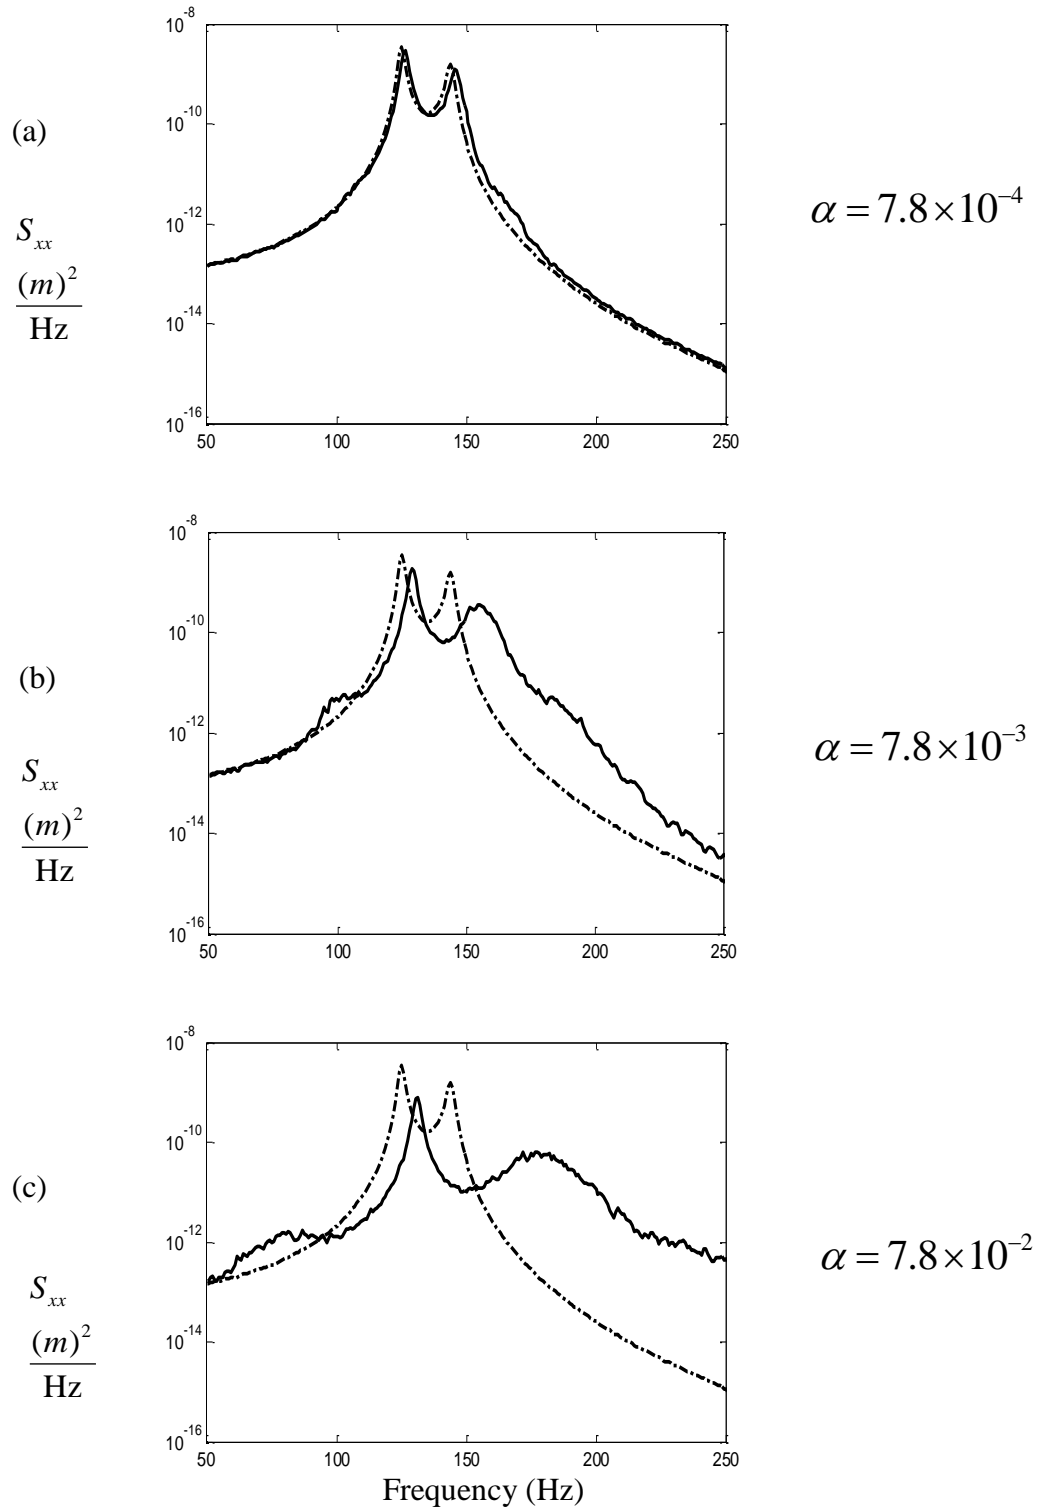 10^-8
10^-10
10^-12
10^-14
10^-16
(a)
S_xx
(m)^2
Hz
50 100 150 200 250
α = 7.8×10^-4
10^-8
10^-10
10^-12
10^-14
10^-16
(b)
S_xx
(m)^2
Hz
50 100 150 200 250
α = 7.8×10^-3
10^-8
10^-10
10^-12
10^-14
10^-16
(c)
S_xx
(m)^2
Hz
50 100 150 200 250
α = 7.8×10^-2
Frequency (Hz)